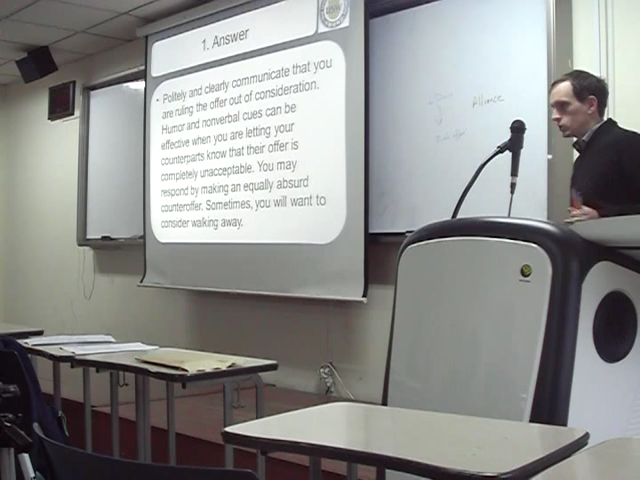 1. Answer
- Politely and clearly communicate that you
are ruling the offer out of consideration.
Humor and nonverbal cues can be
effective when you are letting your
counterparts know that their offer is
completely unacceptable. You may
respond by making an equally absurd
counteroffer. Sometimes, you will want to
consider walking away.
Alliance